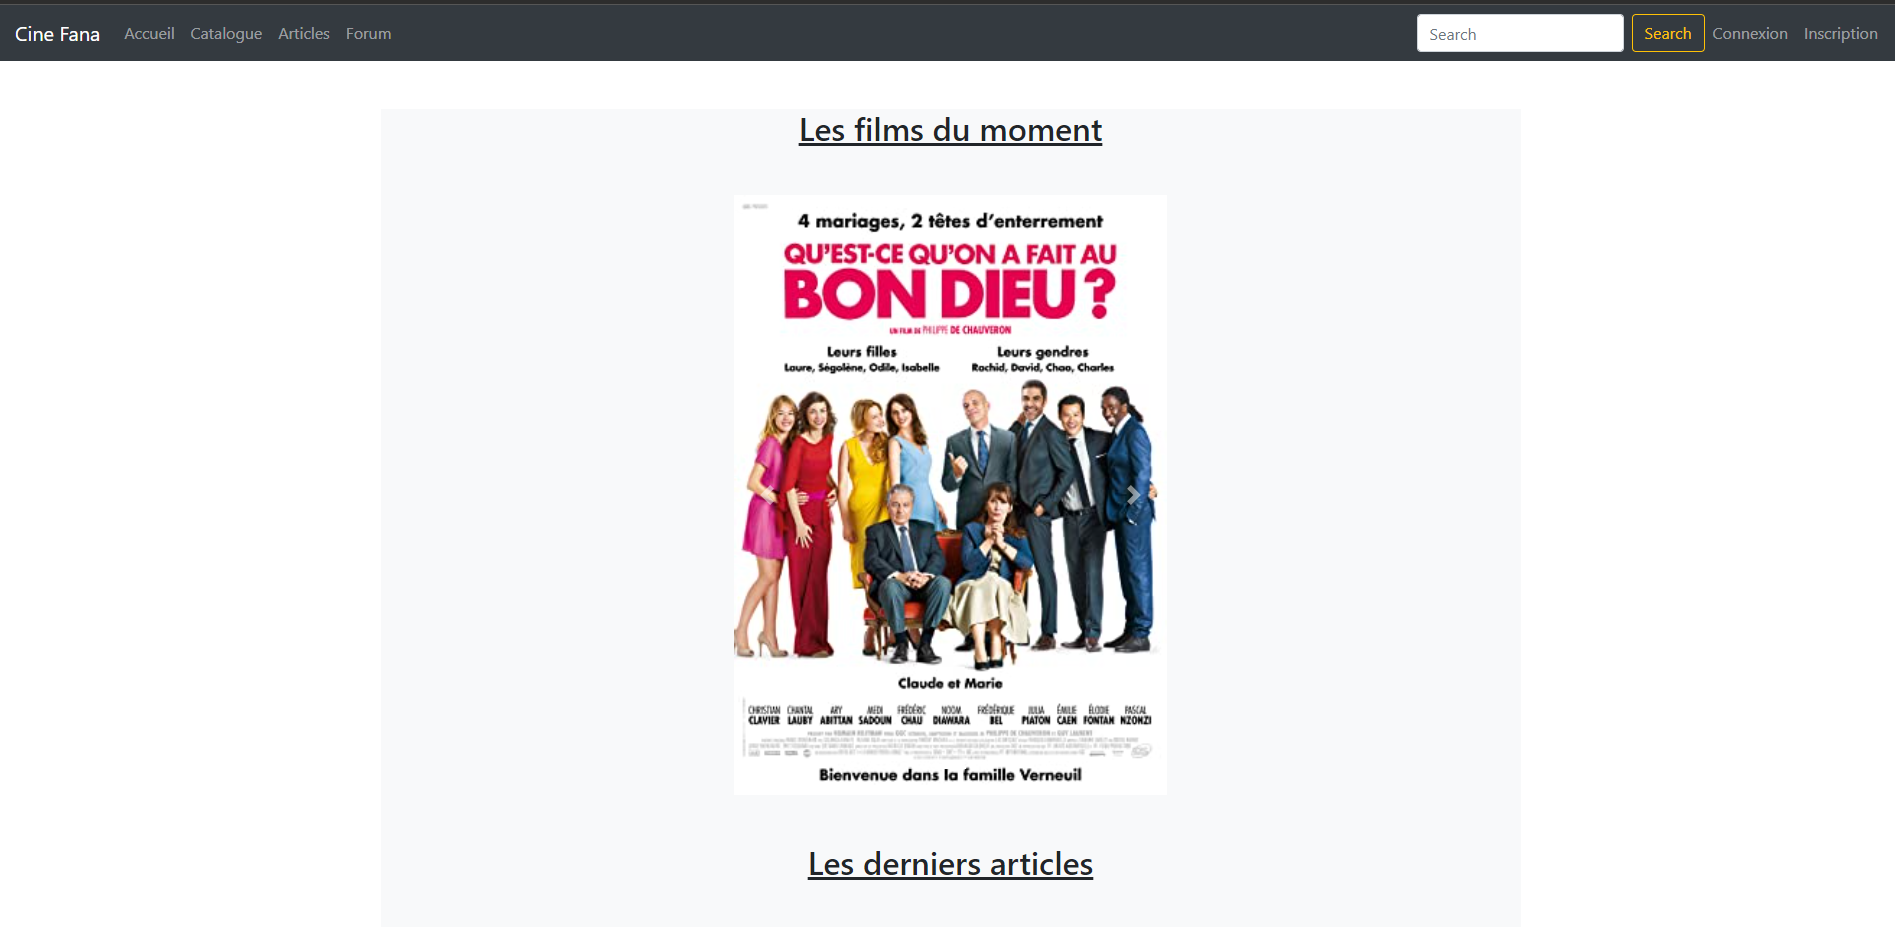 Cine Fana Accueil Catalogue Articles Forum Search Search Connexion Inscription
Les films du moment
4 mariages, 2 têtes d'enterrement
QU'EST-CE QU'ON A FAIT AU
BON DIEU ?
UN FILM DE PHILIPPE DE CHAUVERON
Leurs filles Leurs gendres
Laure, Ségolène, Odile, Isabelle Rachid, David, Chao, Charles
Claude et Marie
CHRISTIAN CHANTAL ARY MEDI FRÉDÉRIC NOOM FRÉDÉRIQUE JULIA ÉMILIE ÉLODIE PASCAL
CLAVIER LAUBY ABITTAN SADOUN CHAU DIAWARA BEL PIATON CAEN FONTAN NZONZI
Bienvenue dans la famille Verneuil
Les derniers articles